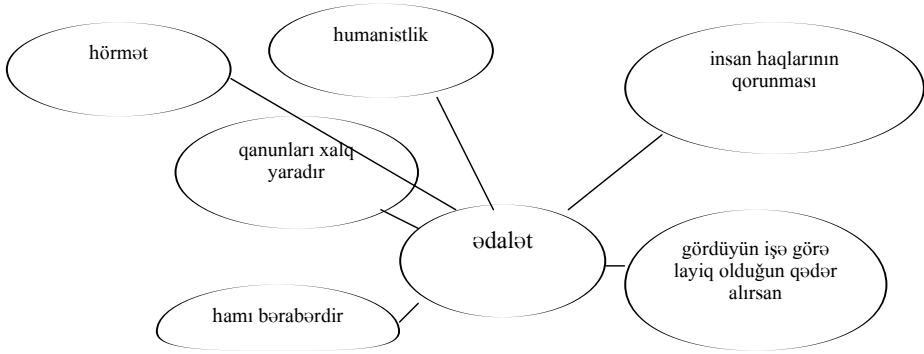 hörmət
humanistlik
insan haqlarının
qorunması
qanunları xalq
yaradır
ədalət
gördüyün işə görə
layiq olduğun qədər
alırsan
hamı bərabərdir